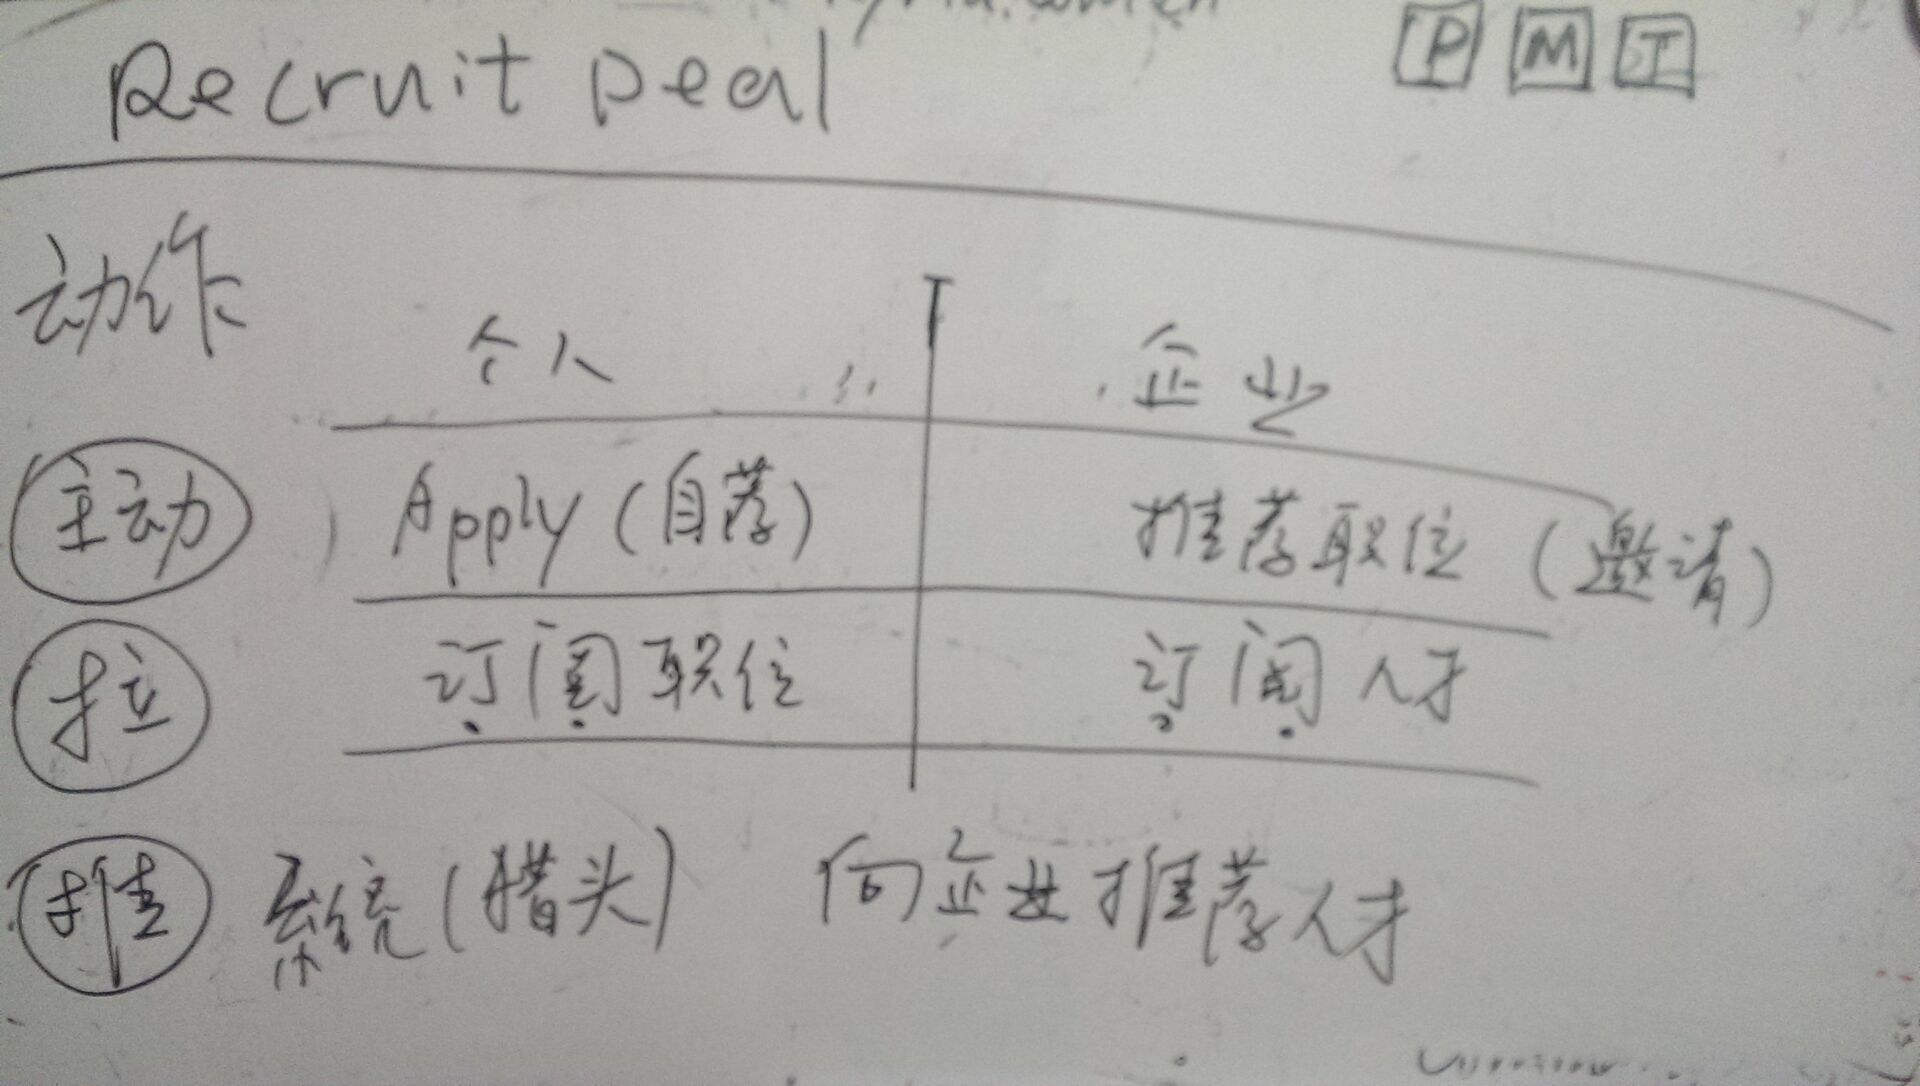 Recruit Deal
P M T
动作
个人 企业
主动 Apply (自荐) 推荐职位 (邀请)
拉 订阅职位 订阅人才
推 系统 (猎头) 向企业推荐人才